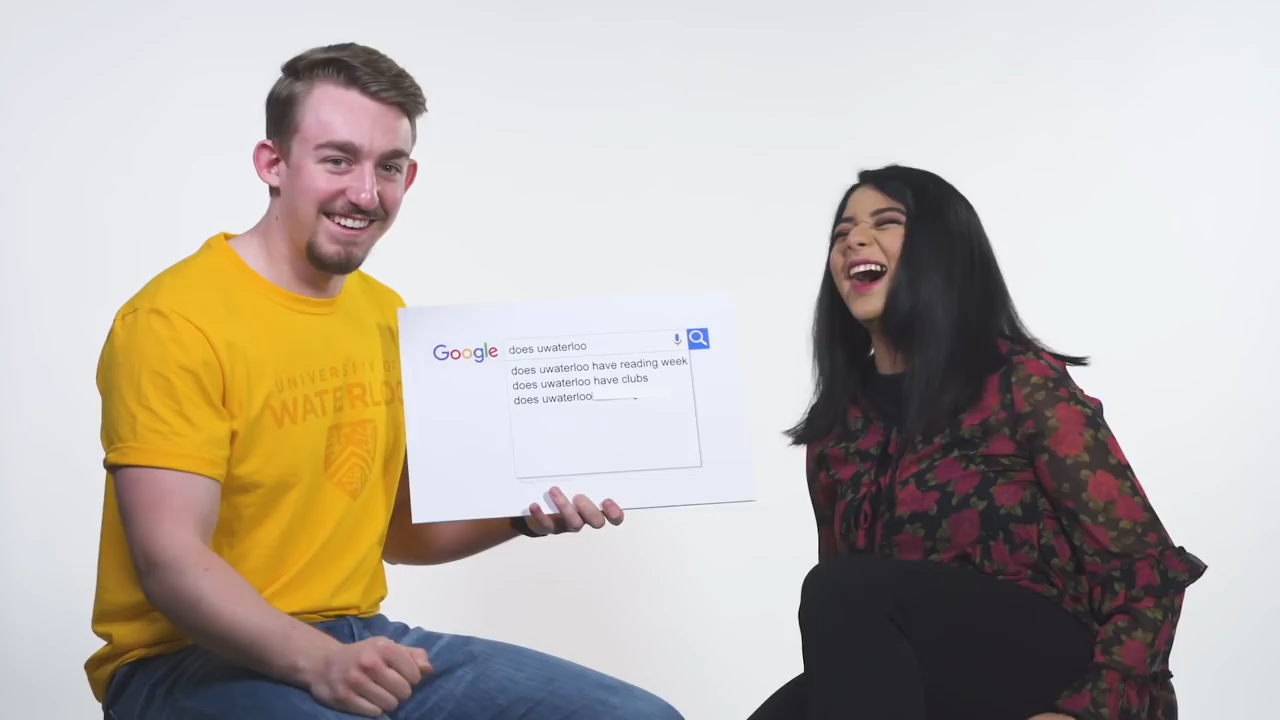 UNIVERSITY OF
WATERLOO
Google
does uwaterloo
does uwaterloo have reading week
does uwaterloo have clubs
does uwaterloo